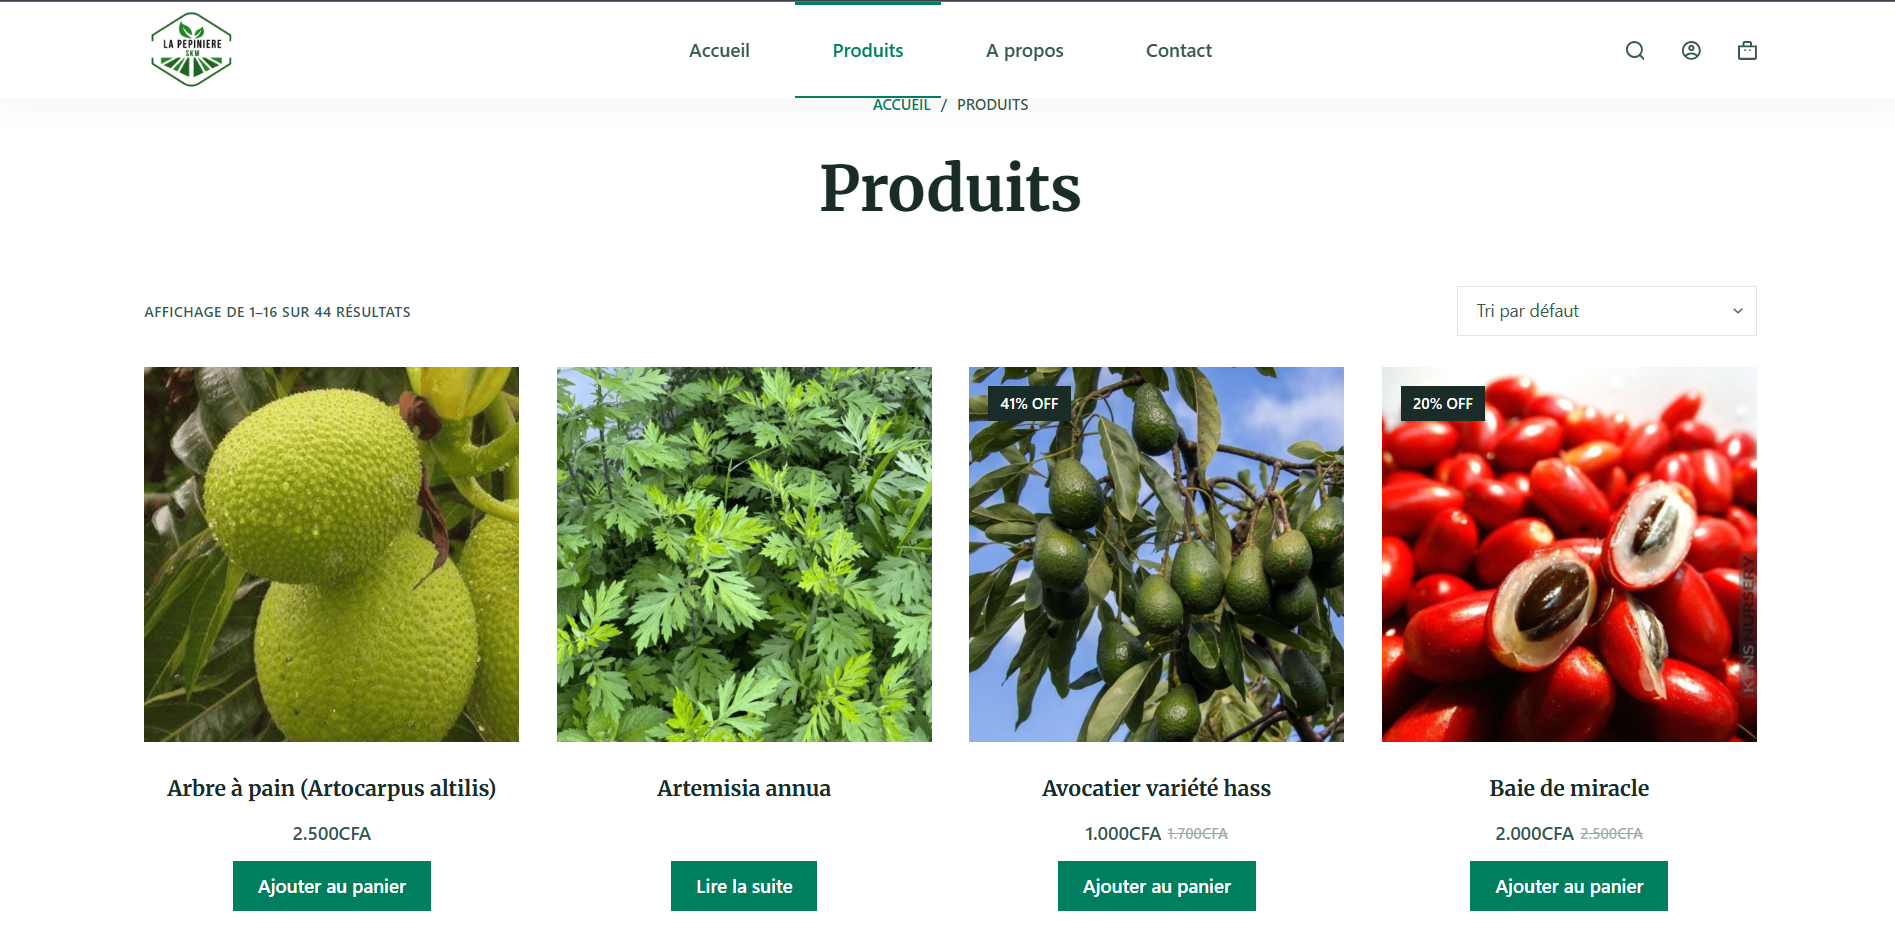 LA PEPINIERE
SKM
Accueil
Produits
A propos
Contact
ACCUEIL / PRODUITS
Produits
AFFICHAGE DE 1–16 SUR 44 RÉSULTATS
Tri par défaut
41% OFF
20% OFF
NS NURSERY
Arbre à pain (Artocarpus altilis)
Artemisia annua
Avocatier variété hass
Baie de miracle
2.500CFA
1.000CFA 1.700CFA
2.000CFA 2.500CFA
Ajouter au panier
Lire la suite
Ajouter au panier
Ajouter au panier